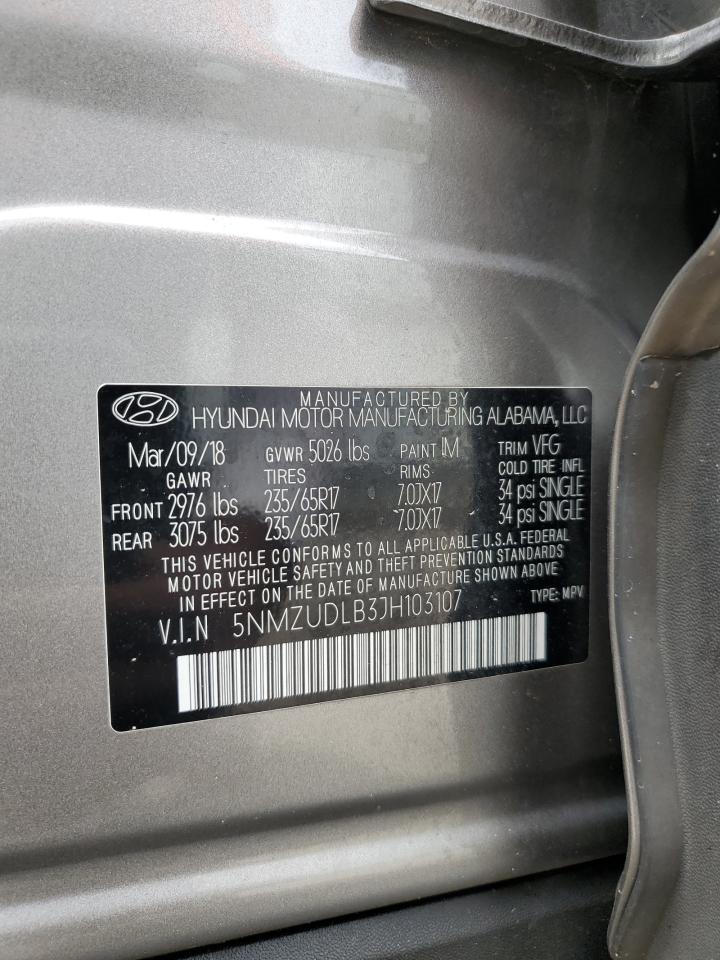 MANUFACTURED BY
HYUNDAI MOTOR MANUFACTURING ALABAMA, LLC
Mar/09/18 GVWR 5026 lbs PAINT IM TRIM VFG
GAWR TIRES RIMS COLD TIRE INFL
FRONT 2976 lbs 235/65R17 7.0JX17 34 psi SINGLE
REAR 3075 lbs 235/65R17 7.0JX17 34 psi SINGLE
THIS VEHICLE CONFORMS TO ALL APPLICABLE U.S.A. FEDERAL
MOTOR VEHICLE SAFETY AND THEFT PREVENTION STANDARDS
IN EFFECT ON THE DATE OF MANUFACTURE SHOWN ABOVE
V.I.N 5NMZUDLB3JH103107 TYPE: MPV